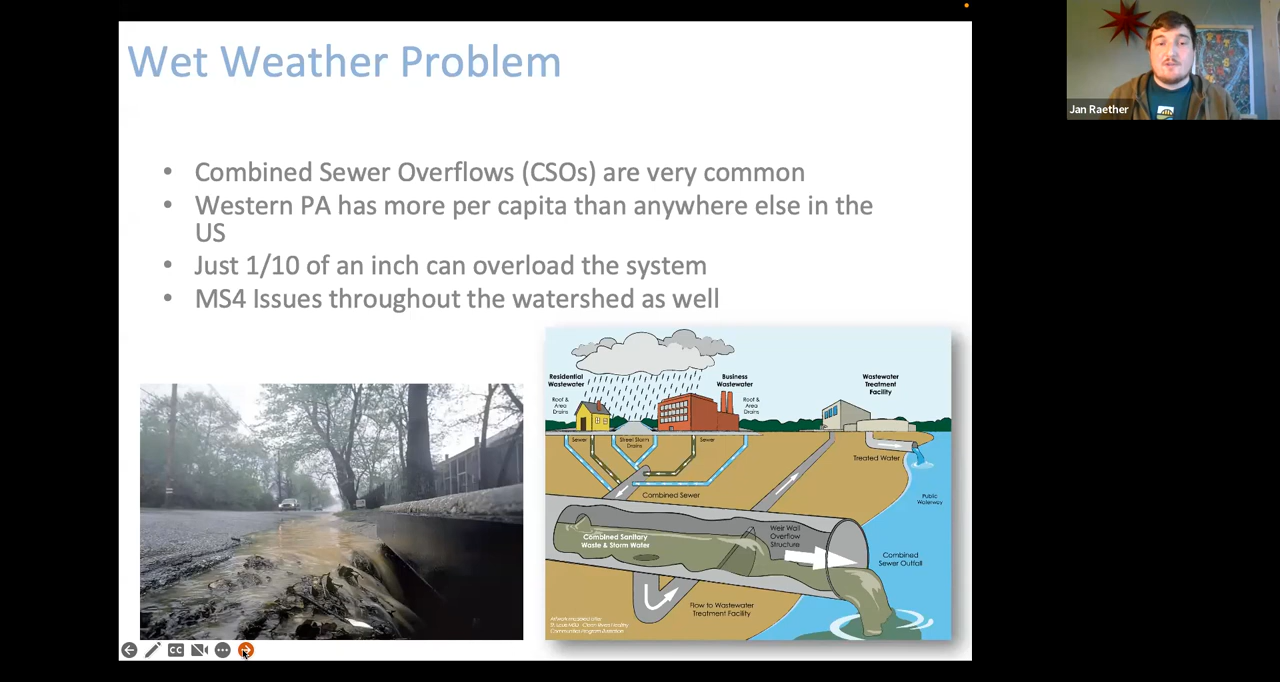 Wet Weather Problem
Jan Raether
• Combined Sewer Overflows (CSOs) are very common
• Western PA has more per capita than anywhere else in the
US
• Just 1/10 of an inch can overload the system
• MS4 Issues throughout the watershed as well
Residential
Wastewater
Business
Wastewater
Wastewater
Treatment
Facility
Roof &
Area
Drains
Roof &
Area
Drains
Sewer
Street Storm
Drains
Sewer
Treated Water
Combined Sewer
Public
Waterway
Combined Sanitary
Waste & Storm Water
Weir Wall
Overflow
Structure
Combined
Sewer Outfall
Flow to Wastewater
Treatment Facility
CC